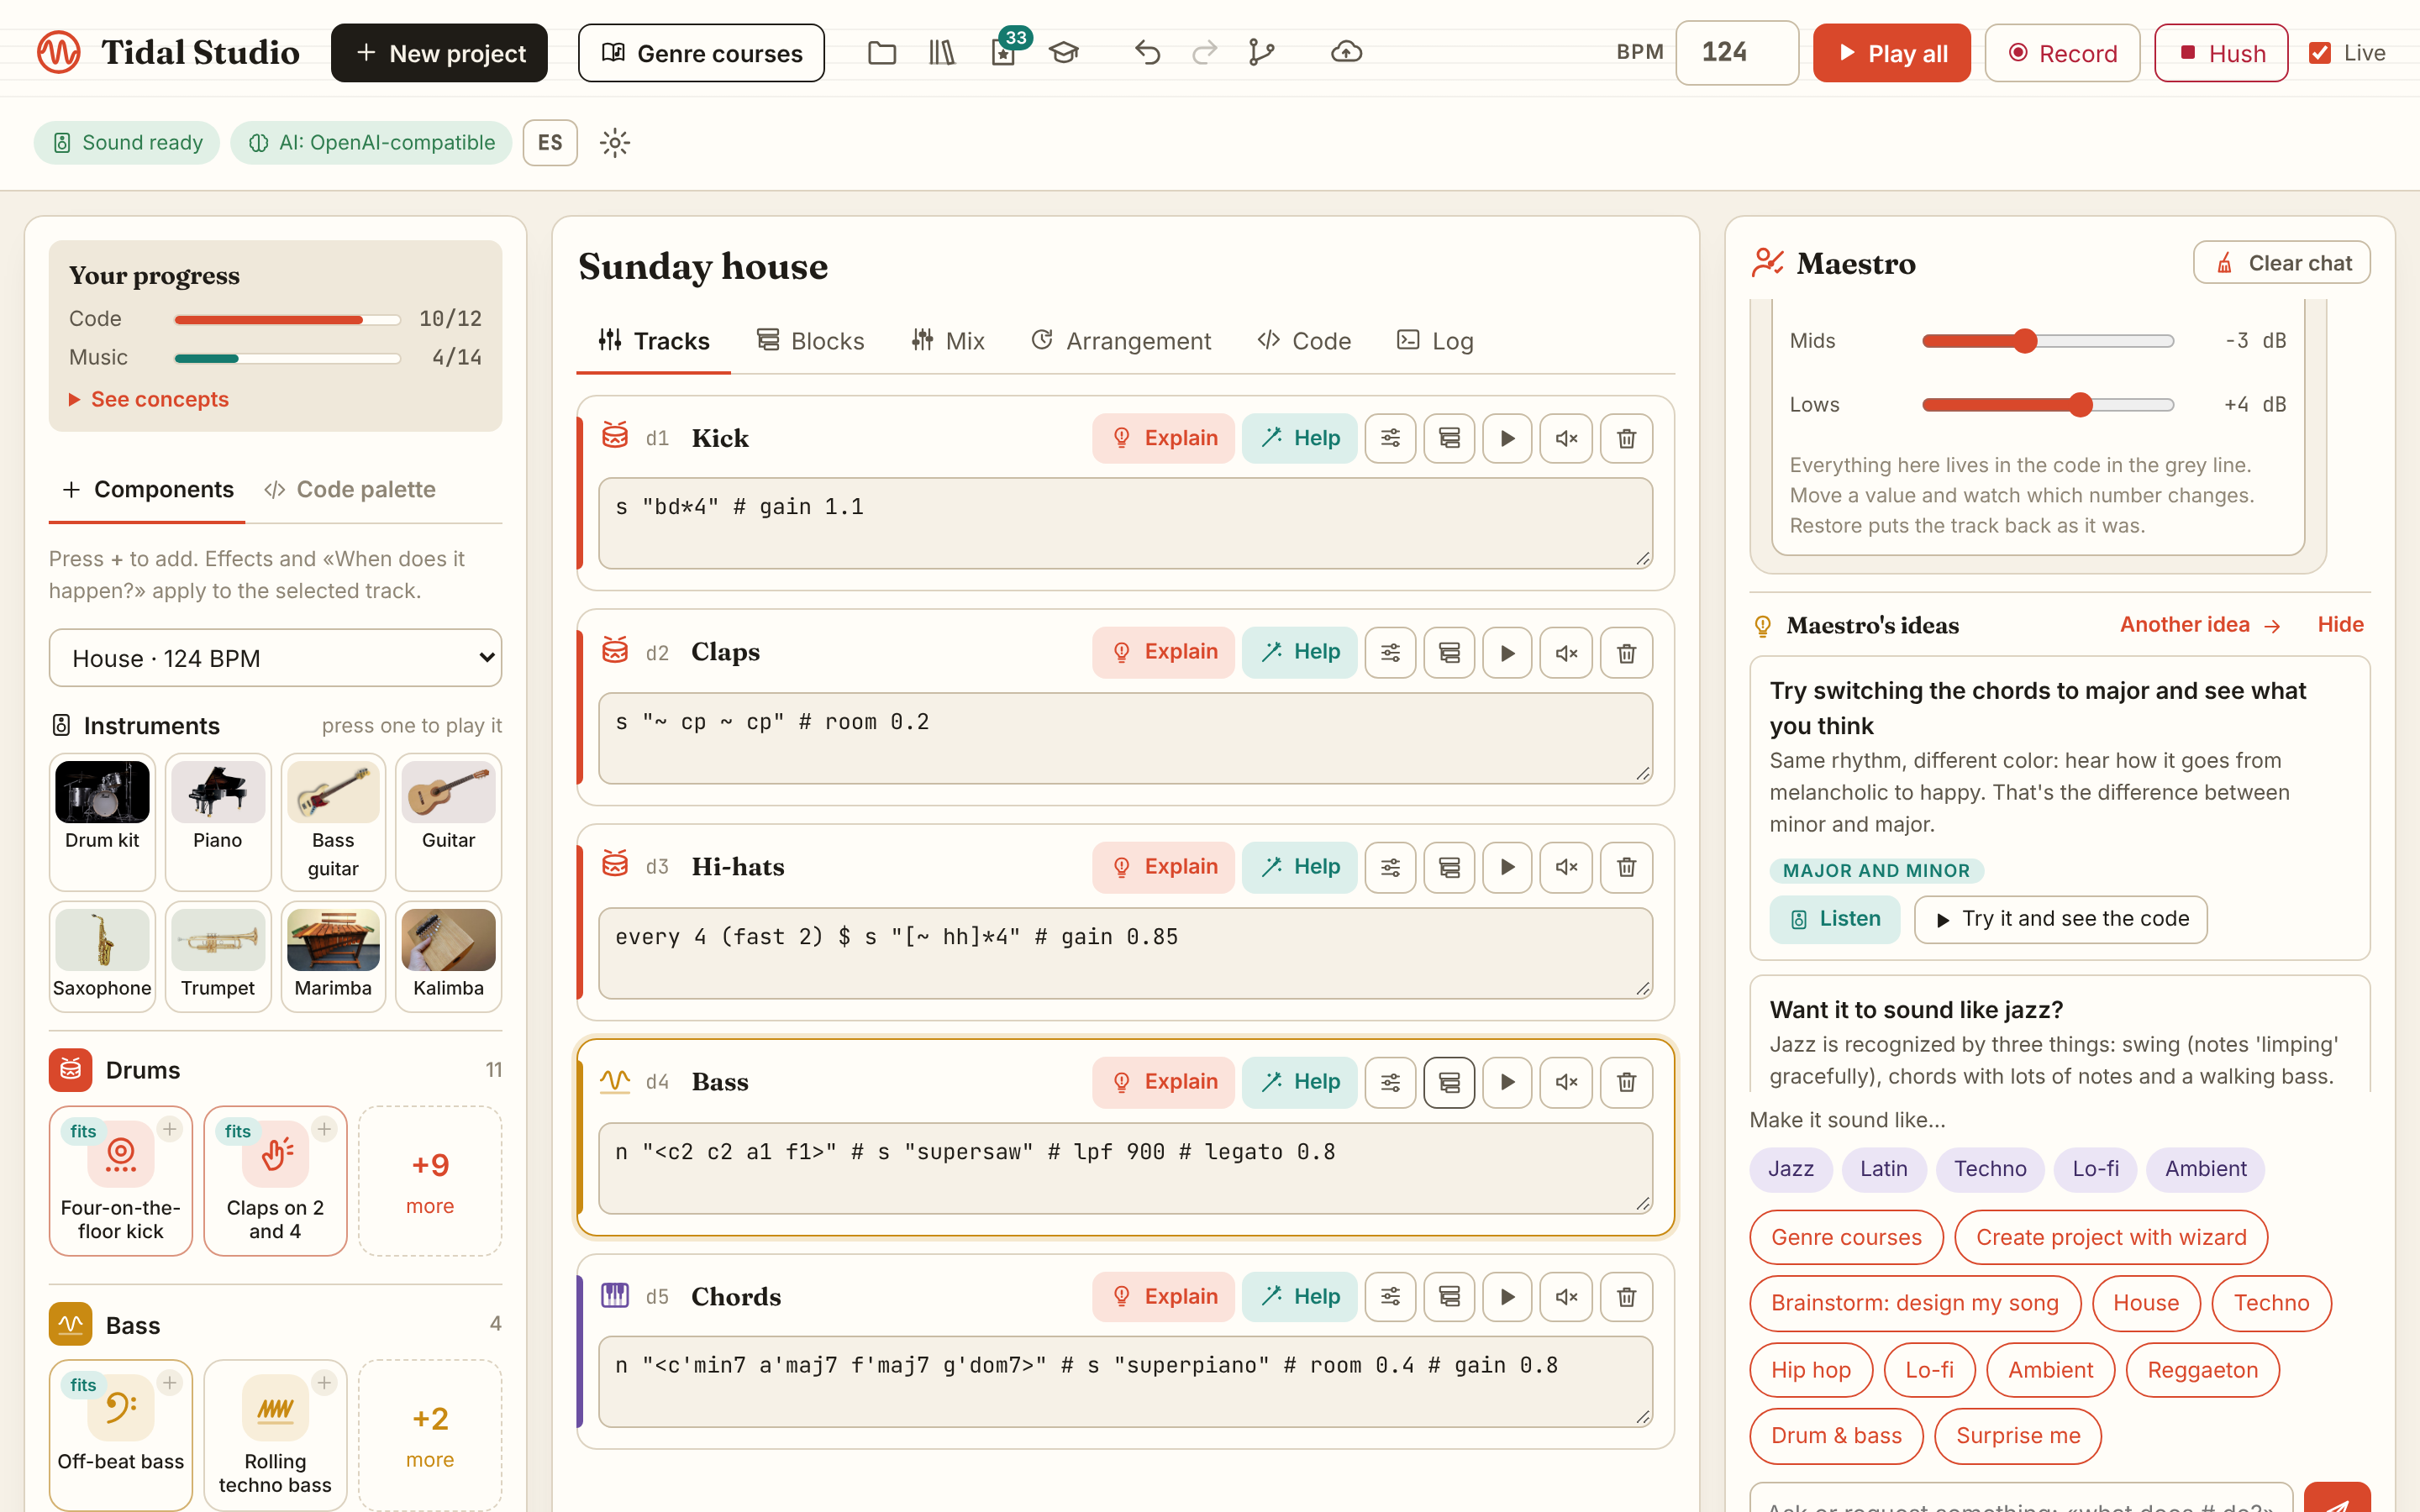 Tidal Studio
+ New project
Genre courses
33
BPM
124
Play all
Record
Hush
Live
Sound ready
AI: OpenAI-compatible
ES
Your progress
Code 10/12
Music 4/14
See concepts
+ Components
Code palette
Press + to add. Effects and «When does it
happen?» apply to the selected track.
House · 124 BPM
Instruments
press one to play it
Drum kit
Piano
Bass
guitar
Guitar
Saxophone
Trumpet
Marimba
Kalimba
Drums
11
fits
Four-on-the-
floor kick
fits
Claps on 2
and 4
+9
more
Bass
4
fits
Off-beat bass
Rolling
techno bass
+2
more
Sunday house
Tracks
Blocks
Mix
Arrangement
Code
Log
d1 Kick
Explain
Help
s "bd*4" # gain 1.1
d2 Claps
Explain
Help
s "~ cp ~ cp" # room 0.2
d3 Hi-hats
Explain
Help
every 4 (fast 2) $ s "[~ hh]*4" # gain 0.85
d4 Bass
Explain
Help
n "<c2 c2 a1 f1>" # s "supersaw" # lpf 900 # legato 0.8
d5 Chords
Explain
Help
n "<c'min7 a'maj7 f'maj7 g'dom7>" # s "superpiano" # room 0.4 # gain 0.8
Maestro
Clear chat
Mids -3 dB
Lows +4 dB
Everything here lives in the code in the grey line.
Move a value and watch which number changes.
Restore puts the track back as it was.
Maestro's ideas
Another idea →
Hide
Try switching the chords to major and see what
you think
Same rhythm, different color: hear how it goes from
melancholic to happy. That's the difference between
minor and major.
MAJOR AND MINOR
Listen
Try it and see the code
Want it to sound like jazz?
Jazz is recognized by three things: swing (notes 'limping'
gracefully), chords with lots of notes and a walking bass.
Make it sound like...
Jazz
Latin
Techno
Lo-fi
Ambient
Genre courses
Create project with wizard
Brainstorm: design my song
House
Techno
Hip hop
Lo-fi
Ambient
Reggaeton
Drum & bass
Surprise me
Ask or request something: «what does # do?»